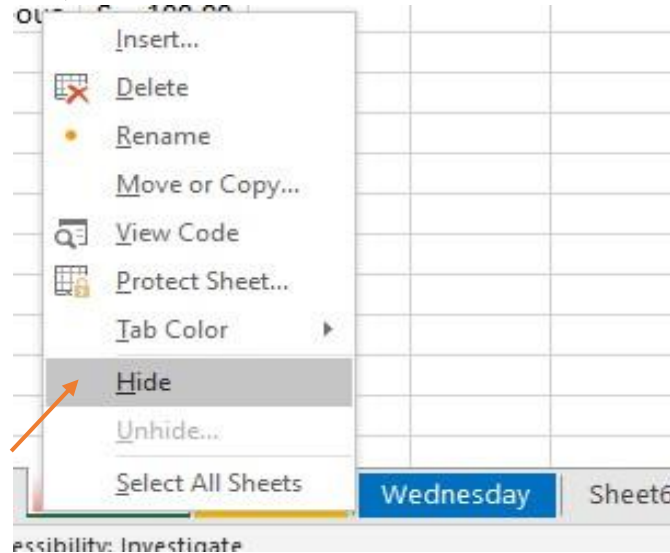 Insert...
Delete
Rename
Move or Copy...
View Code
Protect Sheet...
Tab Color
Hide
Unhide...
Select All Sheets
Wednesday
Sheet6
essibility: Investigate